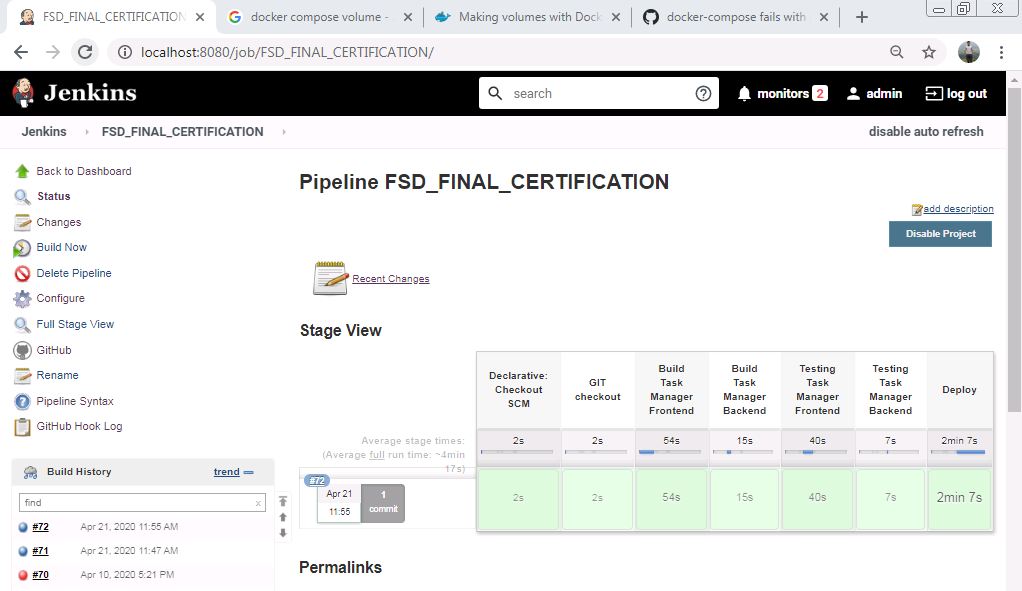 FSD_FINAL_CERTIFICATION
docker compose volume -
Making volumes with Dock
docker-compose fails with
localhost:8080/job/FSD_FINAL_CERTIFICATION/
Jenkins
search
monitors 2
admin
log out
Jenkins
FSD_FINAL_CERTIFICATION
disable auto refresh
Back to Dashboard
Status
Changes
Build Now
Delete Pipeline
Configure
Full Stage View
GitHub
Rename
Pipeline Syntax
GitHub Hook Log
Build History
trend
find
x
#72 Apr 21, 2020 11:55 AM
#71 Apr 21, 2020 11:47 AM
#70 Apr 10, 2020 5:21 PM
Pipeline FSD_FINAL_CERTIFICATION
add description
Disable Project
Recent Changes
Stage View
Declarative:
Checkout
SCM
GIT
checkout
Build
Task
Manager
Frontend
Build
Task
Manager
Backend
Testing
Task
Manager
Frontend
Testing
Task
Manager
Backend
Deploy
Average stage times:
(Average full run time: ~4min
17s)
2s 2s 54s 15s 40s 7s 2min 7s
#72
Apr 21
11:55
1
commit
2s 2s 54s 15s 40s 7s 2min 7s
Permalinks